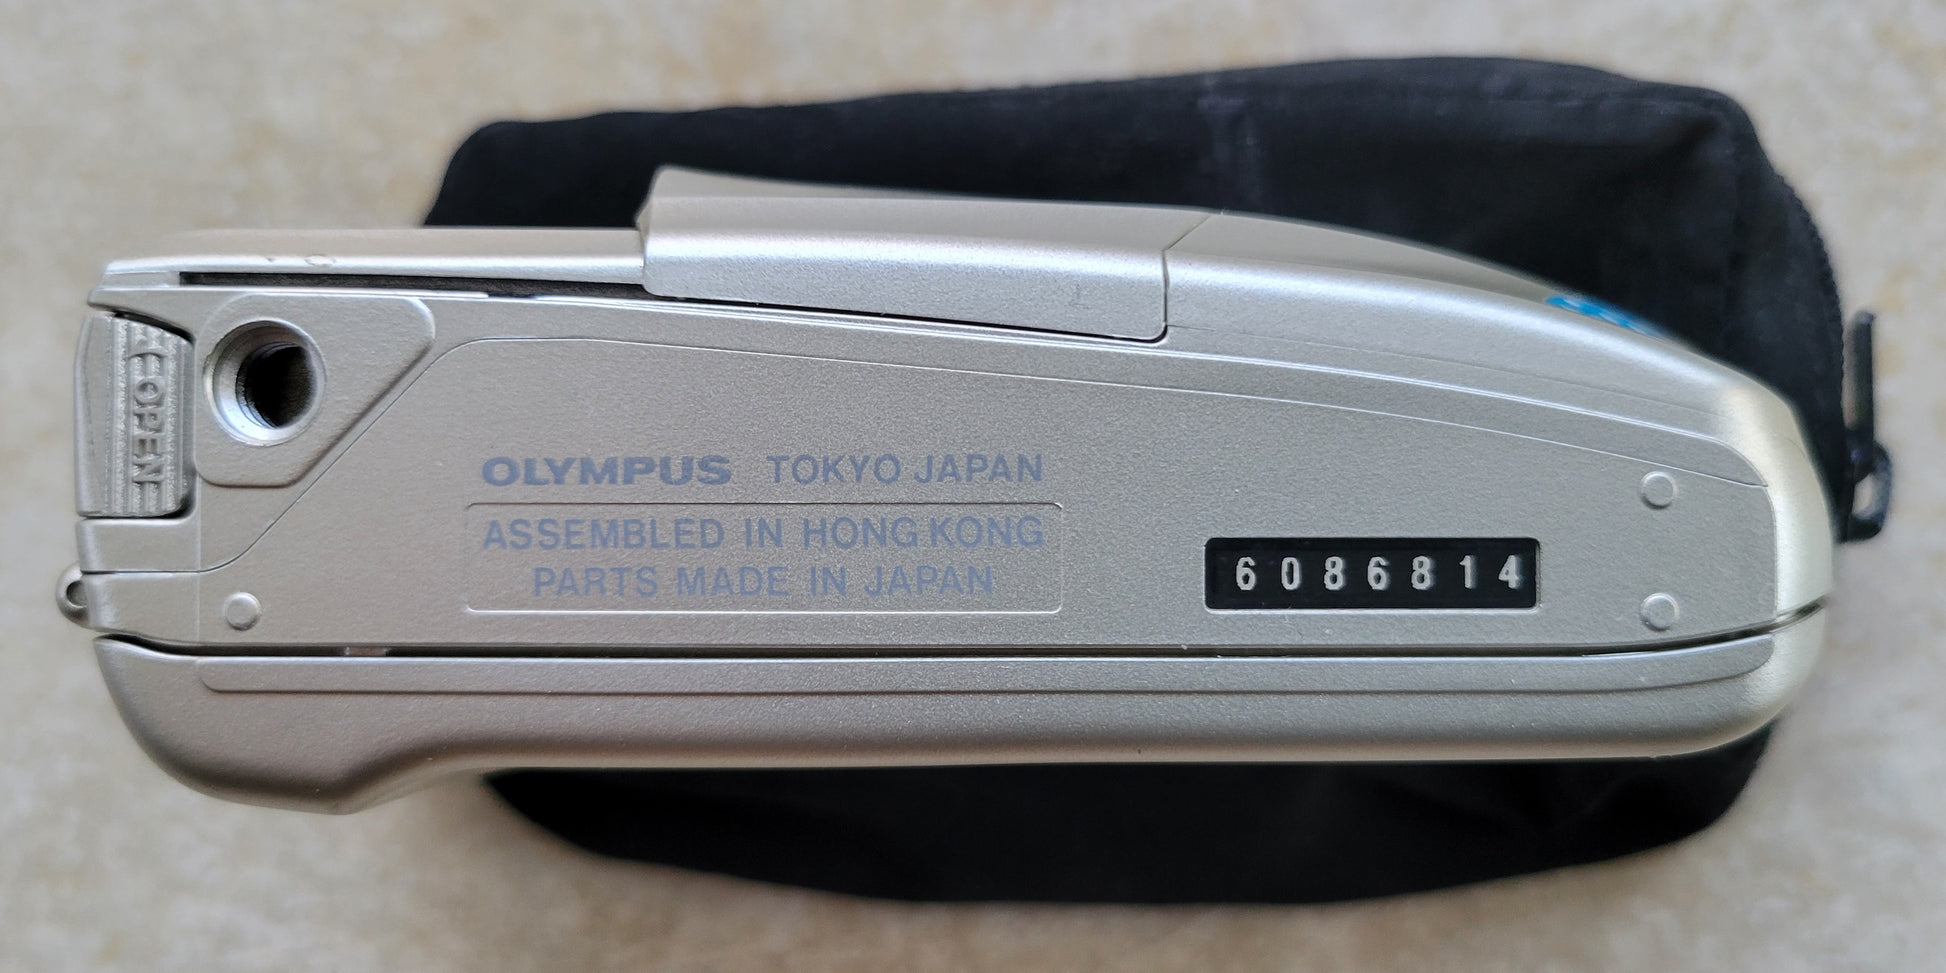 OPEN
OLYMPUS TOKYO JAPAN
ASSEMBLED IN HONG KONG
PARTS MADE IN JAPAN
6086814